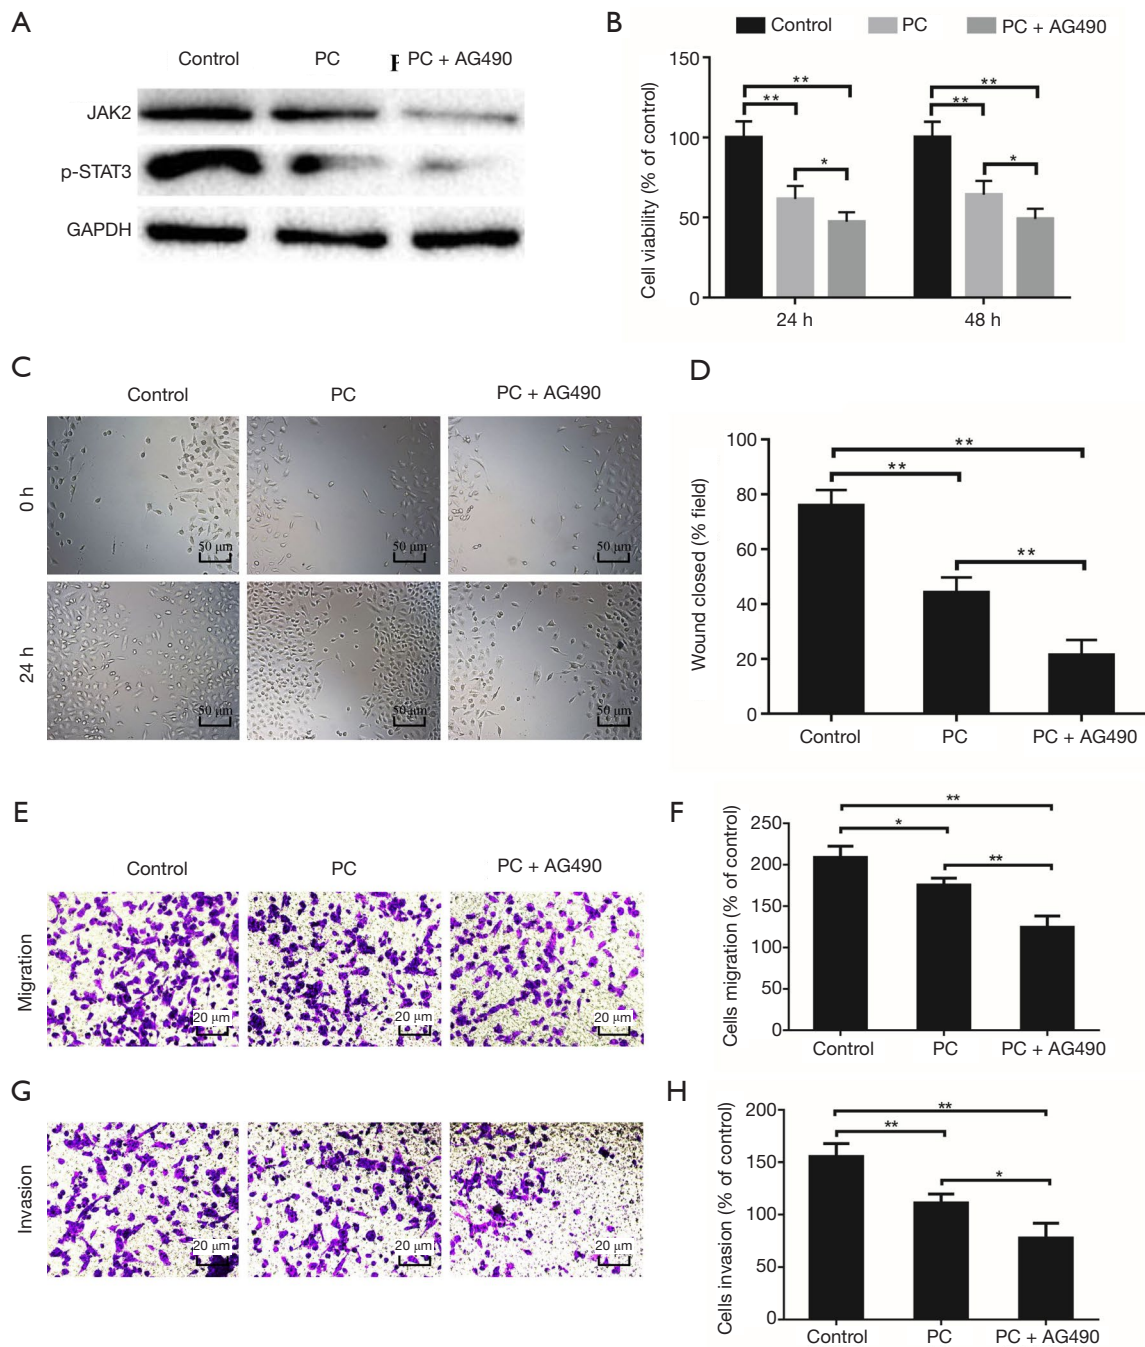 A
Control PC PC + AG490
JAK2
p-STAT3
GAPDH
B
Control PC PC + AG490
Cell viability (% of control)
150
100
50
0
** ** * ** ** *
24 h 48 h
C
Control PC PC + AG490
0 h
50 µm 50 µm 50 µm
24 h
50 µm 50 µm 50 µm
D
Wound closed (% field)
100
80
60
40
20
0
** ** **
Control PC PC + AG490
E
Control PC PC + AG490
Migration
20 µm 20 µm 20 µm
F
Cells migration (% of control)
250
200
150
100
50
0
** * **
Control PC PC + AG490
G
Invasion
20 µm 20 µm 20 µm
H
Cells invasion (% of control)
200
150
100
50
0
** ** *
Control PC PC + AG490